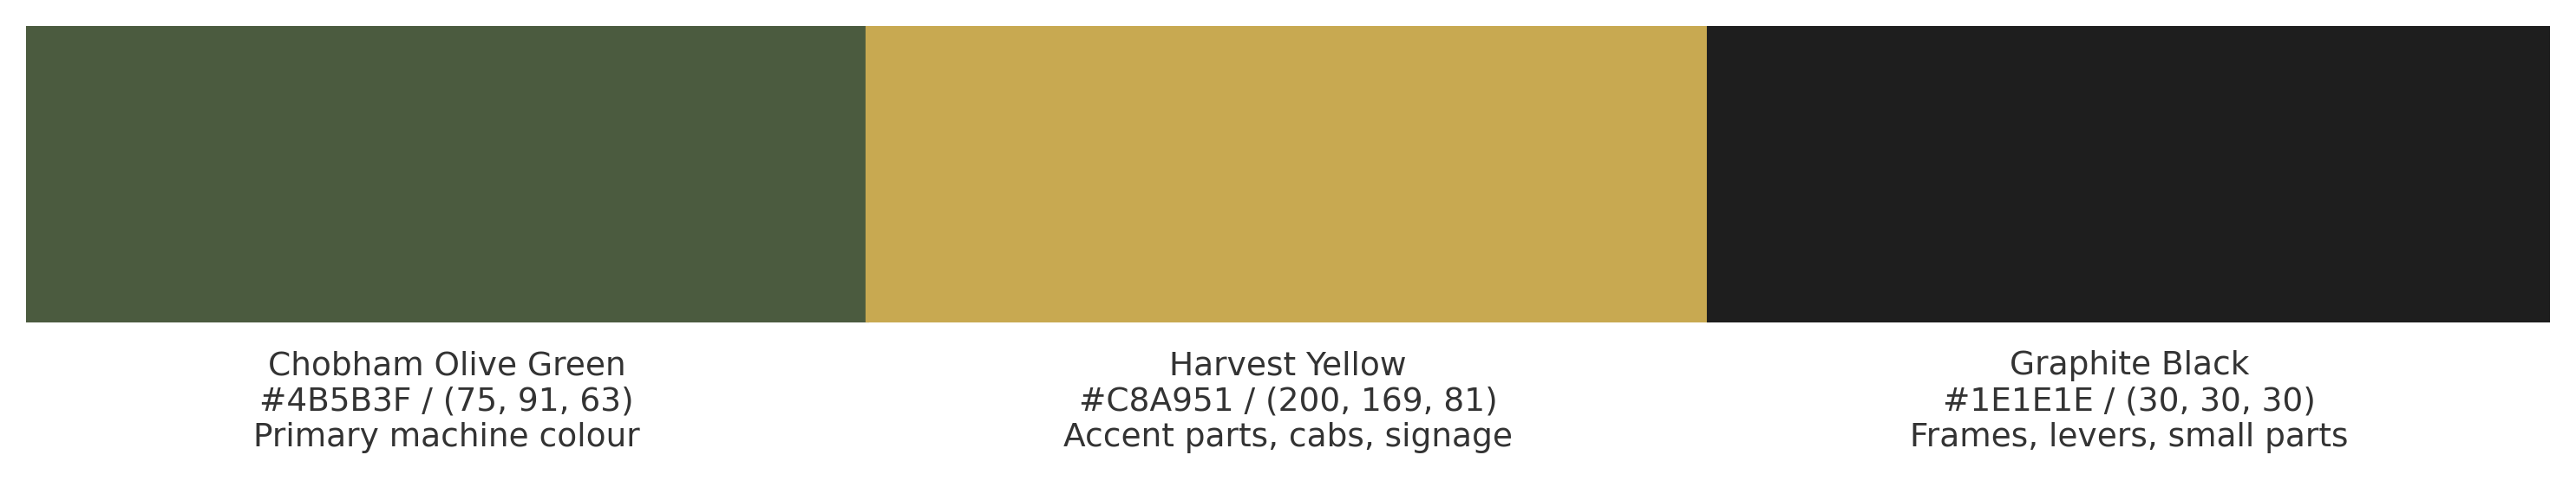 Chobham Olive Green
#4B5B3F / (75, 91, 63)
Primary machine colour
Harvest Yellow
#C8A951 / (200, 169, 81)
Accent parts, cabs, signage
Graphite Black
#1E1E1E / (30, 30, 30)
Frames, levers, small parts